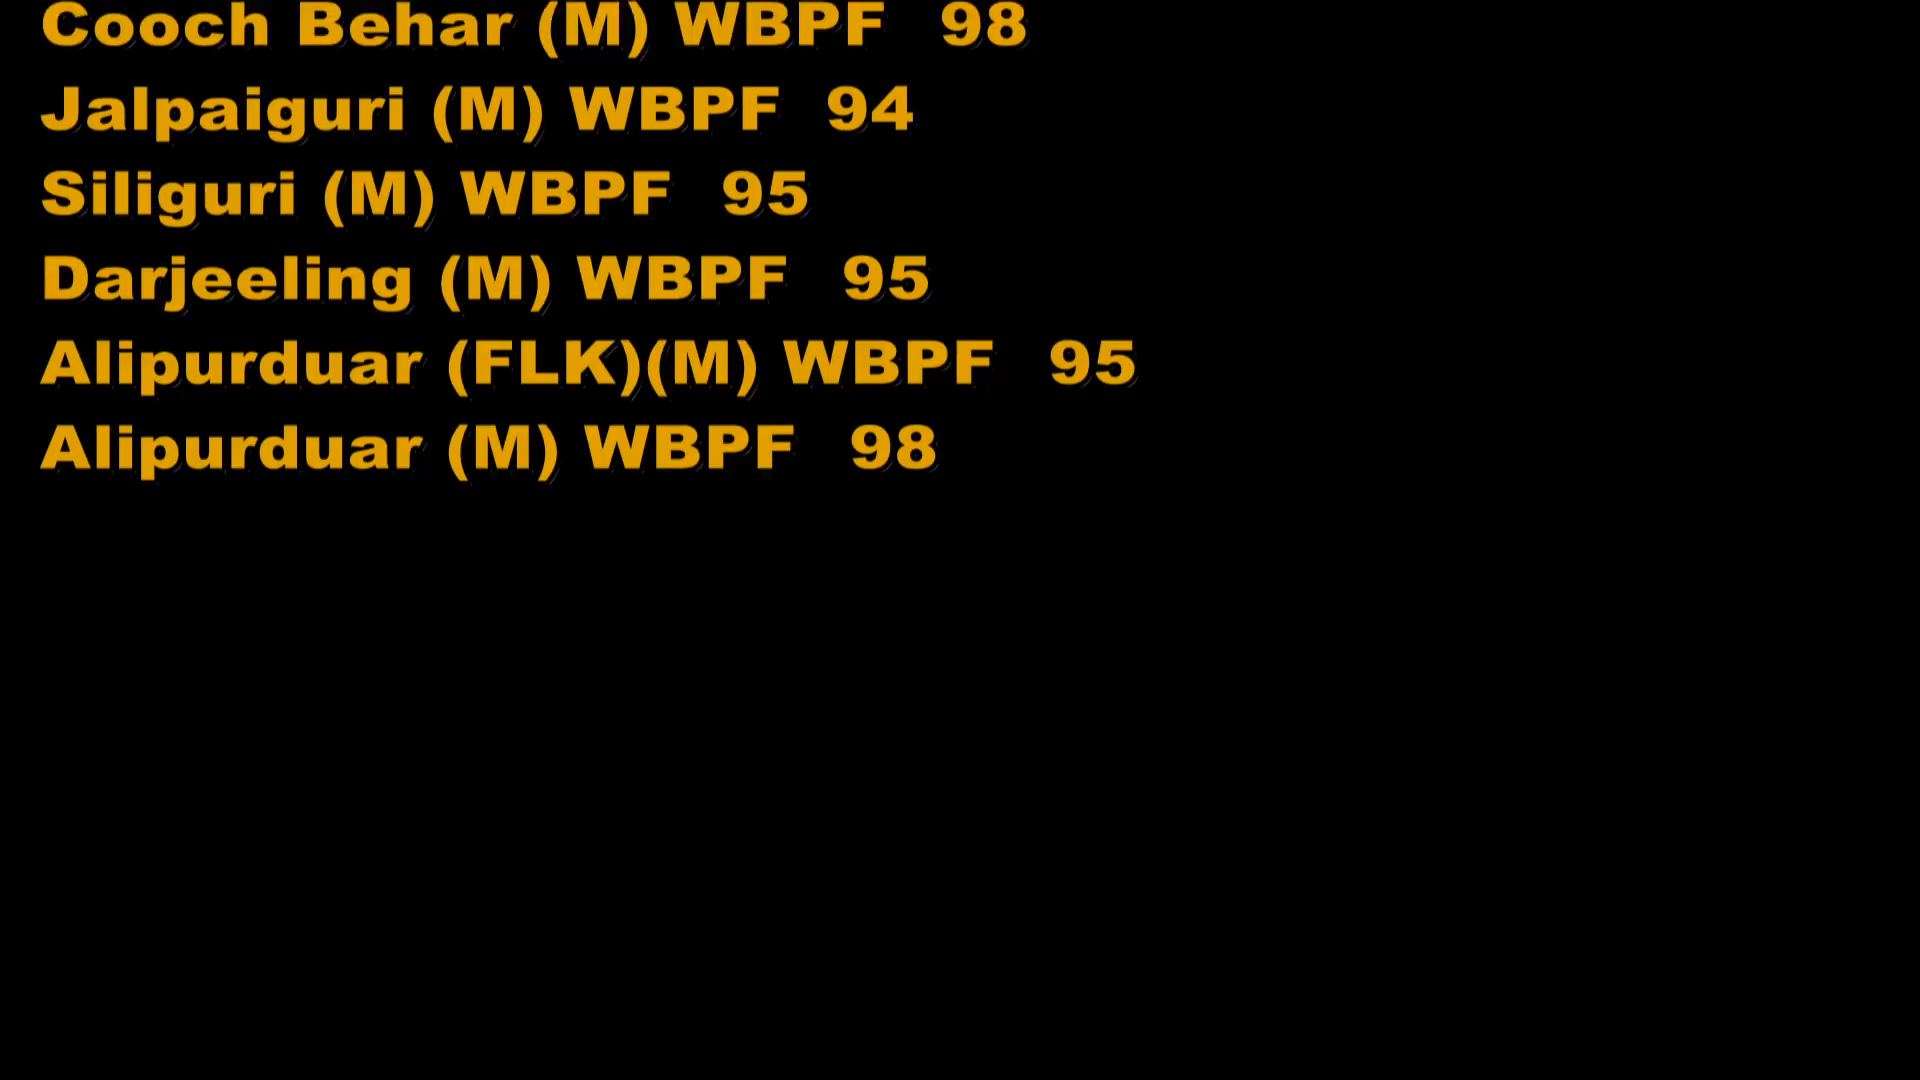 Cooch Behar (M) WBPF 98
Jalpaiguri (M) WBPF 94
Siliguri (M) WBPF 95
Darjeeling (M) WBPF 95
Alipurduar (FLK)(M) WBPF 95
Alipurduar (M) WBPF 98